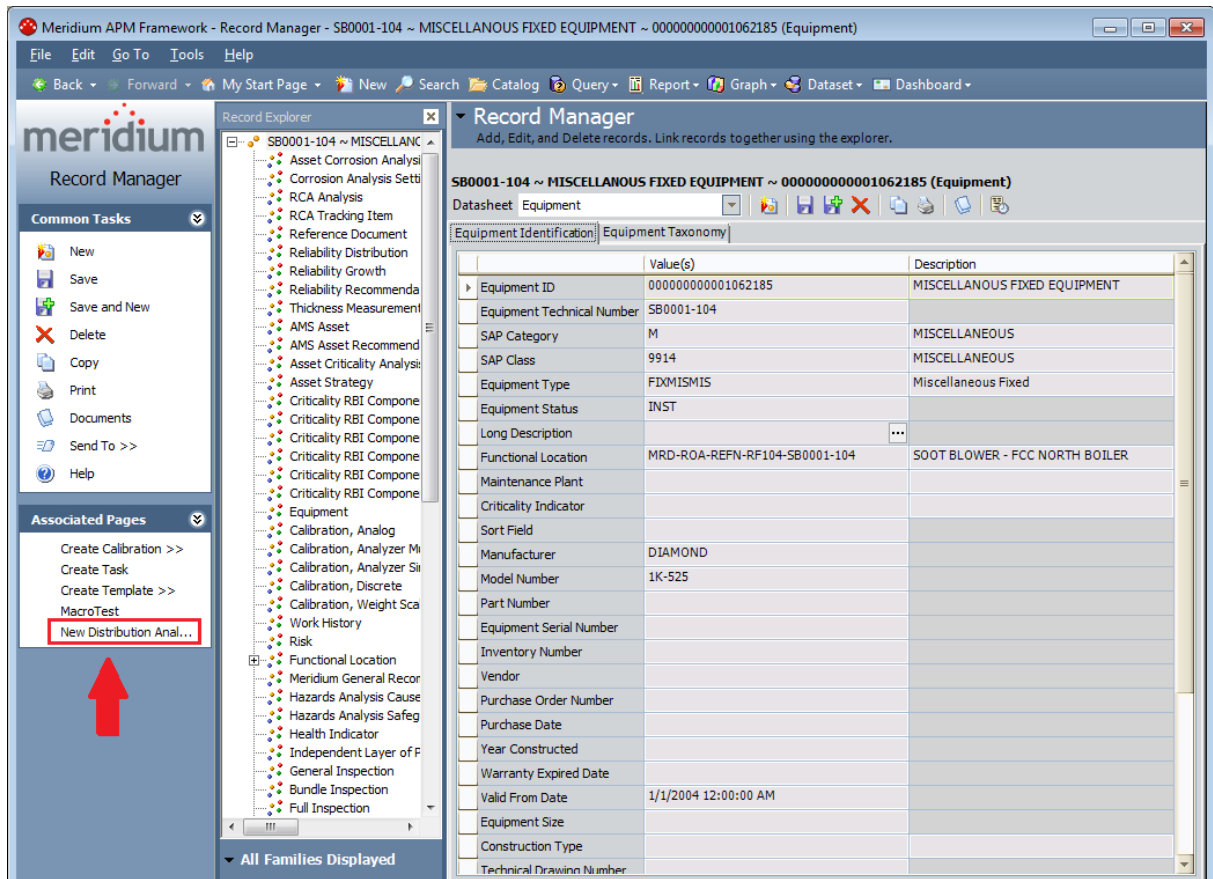 Meridium APM Framework - Record Manager - SB0001-104 ~ MISCELLANOUS FIXED EQUIPMENT ~ 000000000001062185 (Equipment)
File Edit Go To Tools Help
Back Forward My Start Page New Search Catalog Query Report Graph Dataset Dashboard
meridium
Record Manager
Common Tasks
New
Save
Save and New
Delete
Copy
Print
Documents
Send To >>
Help
Associated Pages
Create Calibration >>
Create Task
Create Template >>
MacroTest
New Distribution Anal...
Record Explorer
SB0001-104 ~ MISCELLANC
Asset Corrosion Analysi
Corrosion Analysis Setti
RCA Analysis
RCA Tracking Item
Reference Document
Reliability Distribution
Reliability Growth
Reliability Recommenda
Thickness Measurement
AMS Asset
AMS Asset Recommend
Asset Criticality Analysi
Asset Strategy
Criticality RBI Compone
Criticality RBI Compone
Criticality RBI Compone
Criticality RBI Compone
Criticality RBI Compone
Criticality RBI Compone
Equipment
Calibration, Analog
Calibration, Analyzer Mu
Calibration, Analyzer Sin
Calibration, Discrete
Calibration, Weight Sca
Work History
Risk
Functional Location
Meridium General Recor
Hazards Analysis Cause
Hazards Analysis Safeg
Health Indicator
Independent Layer of P
General Inspection
Bundle Inspection
Full Inspection
All Families Displayed
Record Manager
Add, Edit, and Delete records. Link records together using the explorer.
SB0001-104 ~ MISCELLANOUS FIXED EQUIPMENT ~ 000000000001062185 (Equipment)
Datasheet Equipment
Equipment Identification Equipment Taxonomy
Value(s) Description
Equipment ID 000000000001062185 MISCELLANOUS FIXED EQUIPMENT
Equipment Technical Number SB0001-104
SAP Category M MISCELLANEOUS
SAP Class 9914 MISCELLANEOUS
Equipment Type FIXMISMIS Miscellaneous Fixed
Equipment Status INST
Long Description ...
Functional Location MRD-ROA-REFN-RF104-SB0001-104 SOOT BLOWER - FCC NORTH BOILER
Maintenance Plant
Criticality Indicator
Sort Field
Manufacturer DIAMOND
Model Number 1K-525
Part Number
Equipment Serial Number
Inventory Number
Vendor
Purchase Order Number
Purchase Date
Year Constructed
Warranty Expired Date
Valid From Date 1/1/2004 12:00:00 AM
Equipment Size
Construction Type
Technical Drawing Number